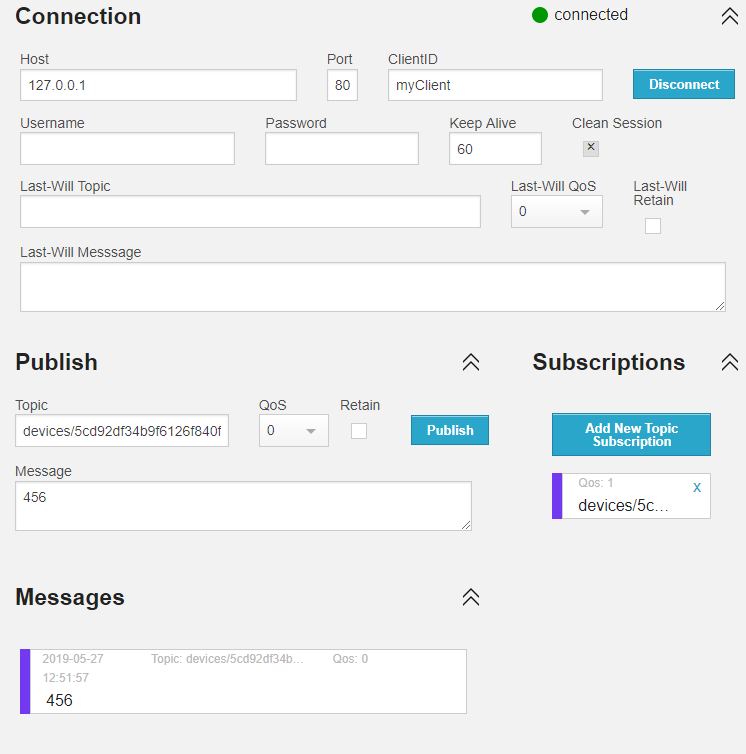 Connection
connected
Host
Port
ClientID
127.0.0.1
80
myClient
Disconnect
Username
Password
Keep Alive
Clean Session
60
X
Last-Will Topic
Last-Will QoS
Last-Will
Retain
0
Last-Will Messsage
Publish
Subscriptions
Topic
QoS
Retain
devices/5cd92df34b9f6126f840f
0
Publish
Add New Topic
Subscription
Message
456
Qos: 1
x
devices/5c...
Messages
2019-05-27
12:51:57
Topic: devices/5cd92df34b...
Qos: 0
456